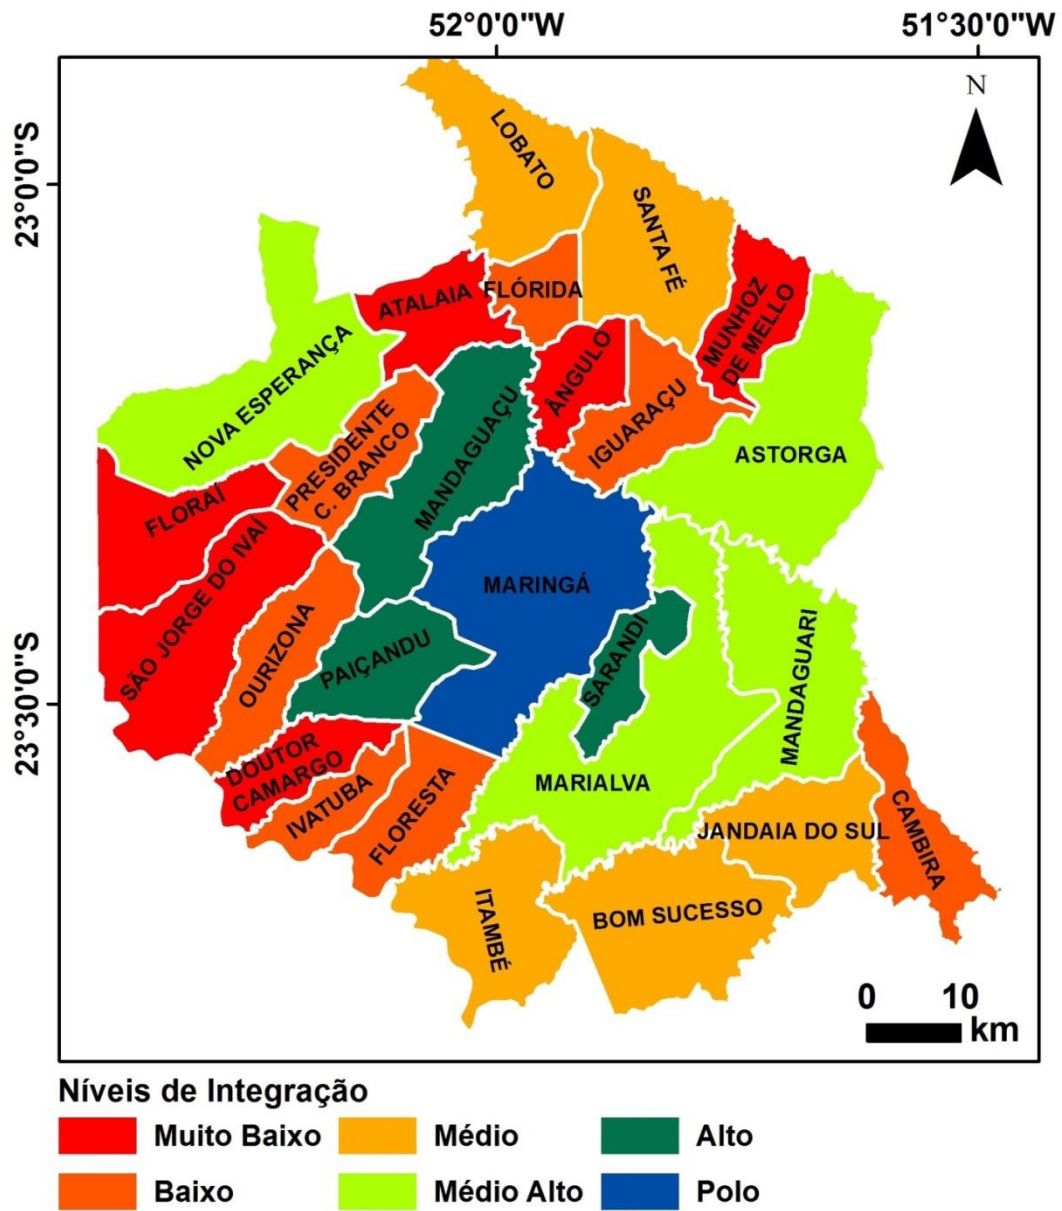 52°0'0"W 51°30'0"W
N
23°0'0"S
LOBATO
SANTA FÉ
FLÓRIDA
ATALAIA
MUNHOZ
DE MELLO
NOVA ESPERANÇA
ÂNGULO
IGUARAÇU
MANDAGUAÇU
PRESIDENTE
C. BRANCO
ASTORGA
FLORAÍ
SÃO JORGE DO IVAÍ
MARINGÁ
OURIZONA
PAIÇANDU
SARANDI
MANDAGUARI
23°30'0"S
DOUTOR
CAMARGO
IVATUBA
FLORESTA
MARIALVA
JANDAIA DO SUL
CAMBIRA
ITAMBÉ
BOM SUCESSO
0 10
km
Níveis de Integração
Muito Baixo Médio Alto
Baixo Médio Alto Polo